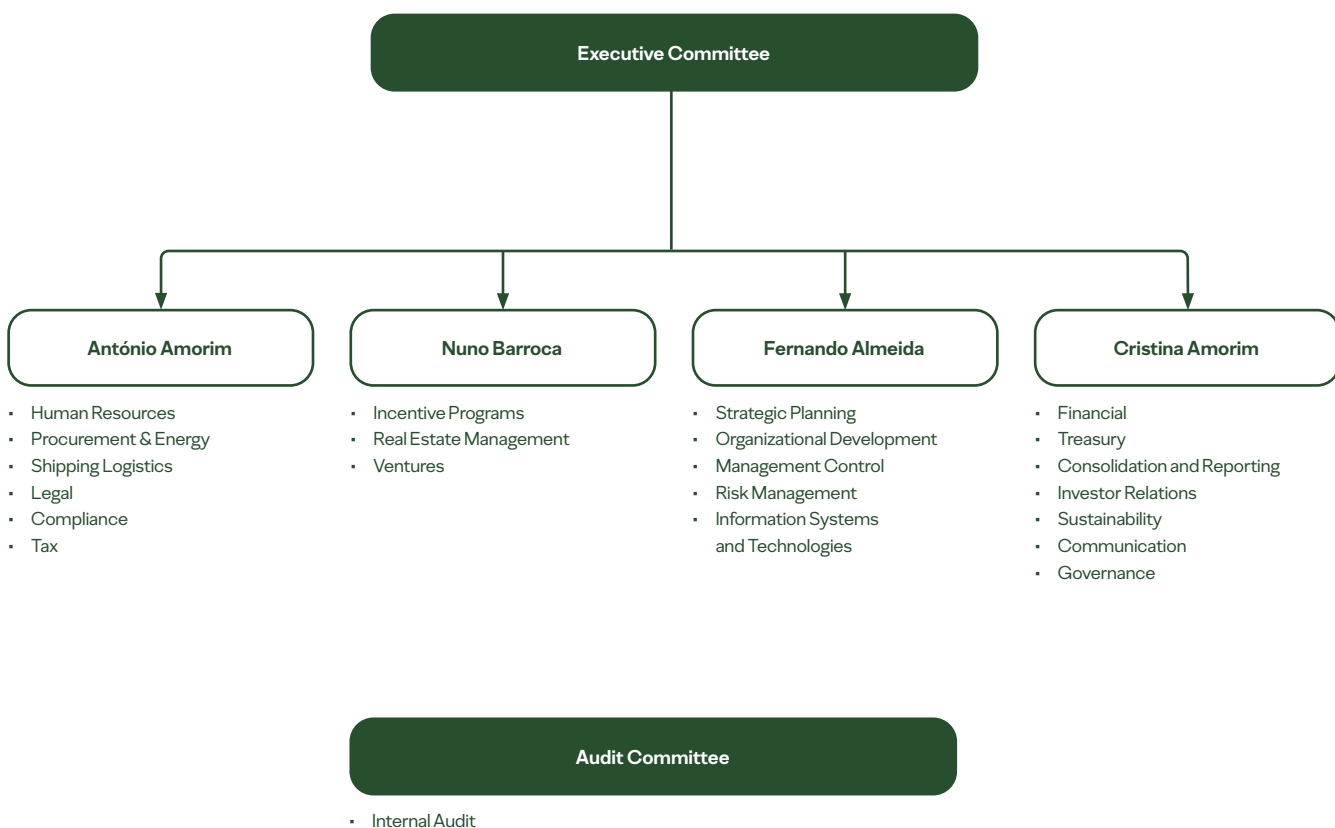 Executive Committee
António Amorim
• Human Resources
• Procurement & Energy
• Shipping Logistics
• Legal
• Compliance
• Tax
Nuno Barroca
• Incentive Programs
• Real Estate Management
• Ventures
Fernando Almeida
• Strategic Planning
• Organizational Development
• Management Control
• Risk Management
• Information Systems
and Technologies
Cristina Amorim
• Financial
• Treasury
• Consolidation and Reporting
• Investor Relations
• Sustainability
• Communication
• Governance
Audit Committee
• Internal Audit